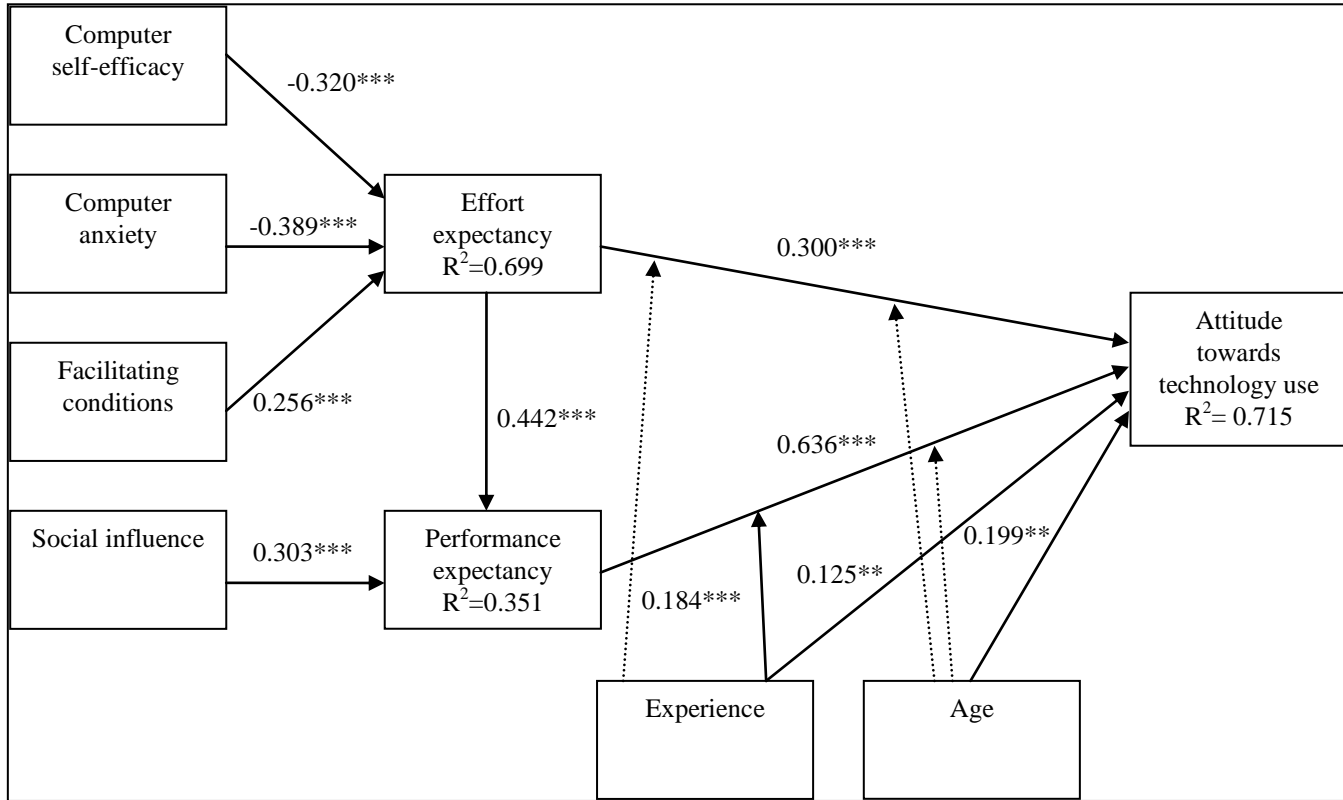 Computer
self-efficacy
-0.320***
Computer
anxiety
-0.389***
Effort
expectancy
R²=0.699
0.300***
Attitude
towards
technology use
R²= 0.715
Facilitating
conditions
0.256***
0.442***
0.636***
Social influence
0.303***
Performance
expectancy
R²=0.351
0.184***
0.125**
0.199**
Experience
Age